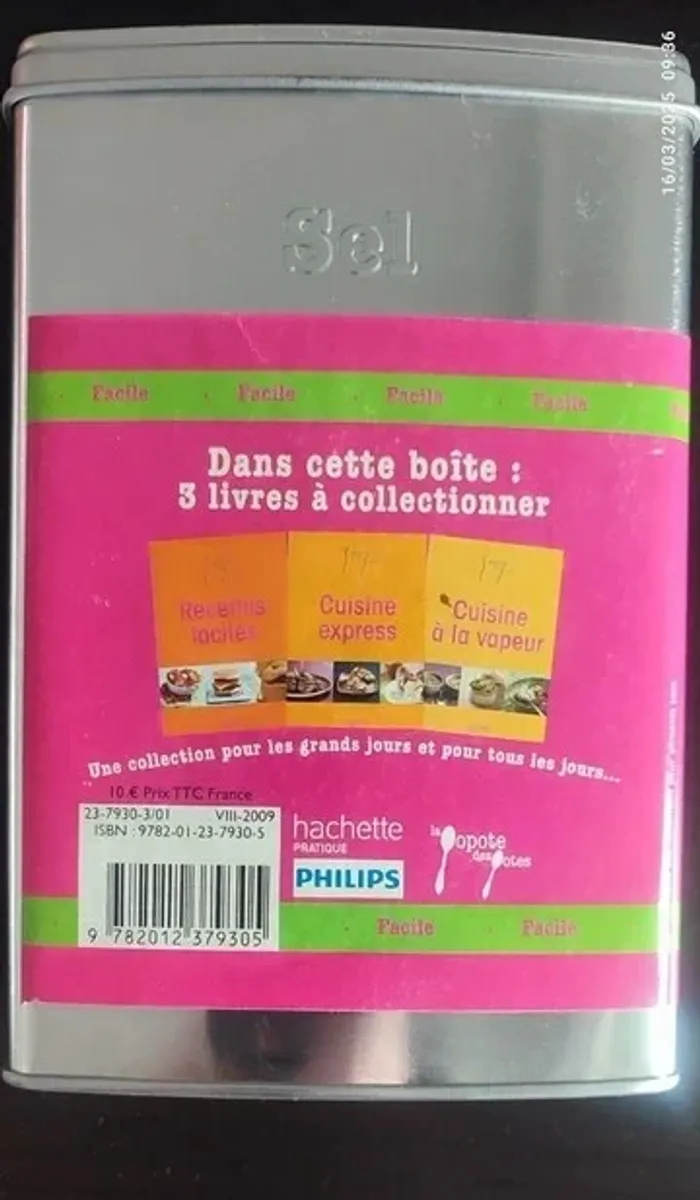 16/03/2025 09:36
Sel
Facile Facile Facile Facile
Dans cette boîte :
3 livres à collectionner
Recettes
faciles
Cuisine
express
Cuisine
à la vapeur
Une collection pour les grands jours et pour tous les jours...
10 € Prix TTC France
23-7930-3/01 VIII-2009
ISBN : 9782-01-23-7930-5
9 782012 379305
hachette
PRATIQUE
PHILIPS
la Popote
des Potes
Facile Facile